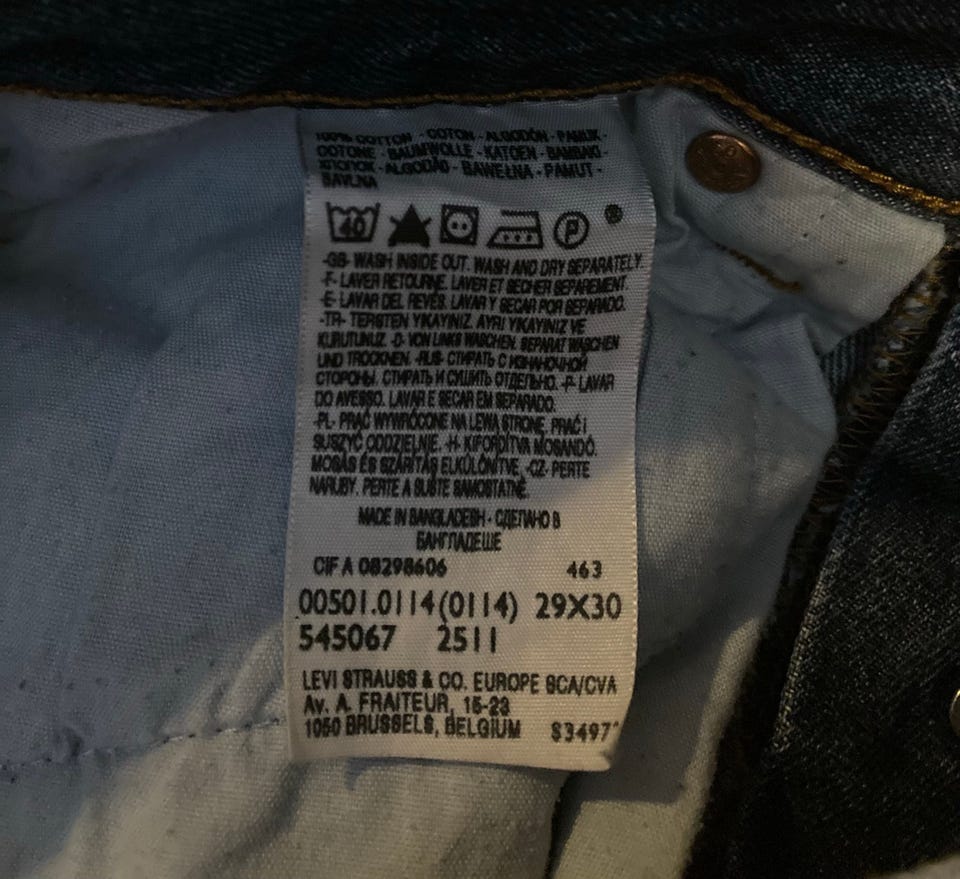 100% COTTON - COTON - ALGODÓN - PAMUK -
COTONE - BAUMWOLLE - KATOEN - BAMBAKI -
ХЛОПОК - ALGODÃO - BAWEŁNA - PAMUT -
BAVLNA
40 P
-GB- WASH INSIDE OUT. WASH AND DRY SEPARATELY.
-F- LAVER RETOURNE. LAVER ET SECHER SEPAREMENT.
-E- LAVAR DEL REVÉS. LAVAR Y SECAR POR SEPARADO.
-TR- TERSTEN YIKAYINIZ. AYRI YIKAYINIZ VE
KURUTUNUZ. -D- VON LINKS WASCHEN. SEPARAT WASCHEN
UND TROCKNEN. -RUS- СТИРАТЬ С ИЗНАНОЧНОЙ
СТОРОНЫ. СТИРАТЬ И СУШИТЬ ОТДЕЛЬНО. -P- LAVAR
DO AVESSO. LAVAR E SECAR EM SEPARADO.
-PL- PRAĆ WYWRÓCONE NA LEWĄ STRONĘ, PRAĆ I
SUSZYĆ ODDZIELNIE. -H- KIFORDÍTVA MOSANDÓ.
MOSÁS ÉS SZÁRÍTÁS ELKÜLÖNÍTVE. -CZ- PERTE
NARUBY. PERTE A SUŠTE SAMOSTATNĚ.
MADE IN BANGLADESH - СДЕЛАНО В
БАНГЛАДЕШЕ
CIF A 08298606 463
00501.0114(0114) 29X30
545067 2511
LEVI STRAUSS & CO. EUROPE SCA/CVA
Av. A. FRAITEUR, 15-23
1050 BRUSSELS, BELGIUM S3497*